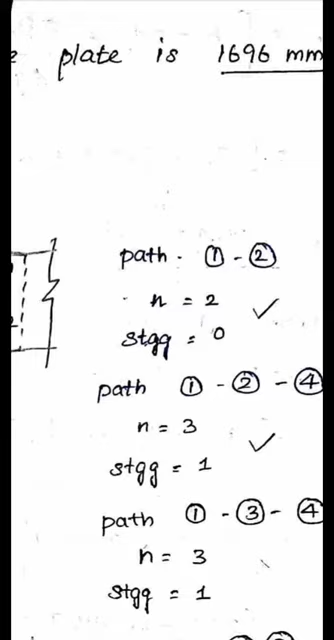 plate is 1696 mm
path - ① - ②
n = 2
stgg = 0
path ① - ② - ④
n = 3
stgg = 1
path ① - ③ - ④
n = 3
stgg = 1